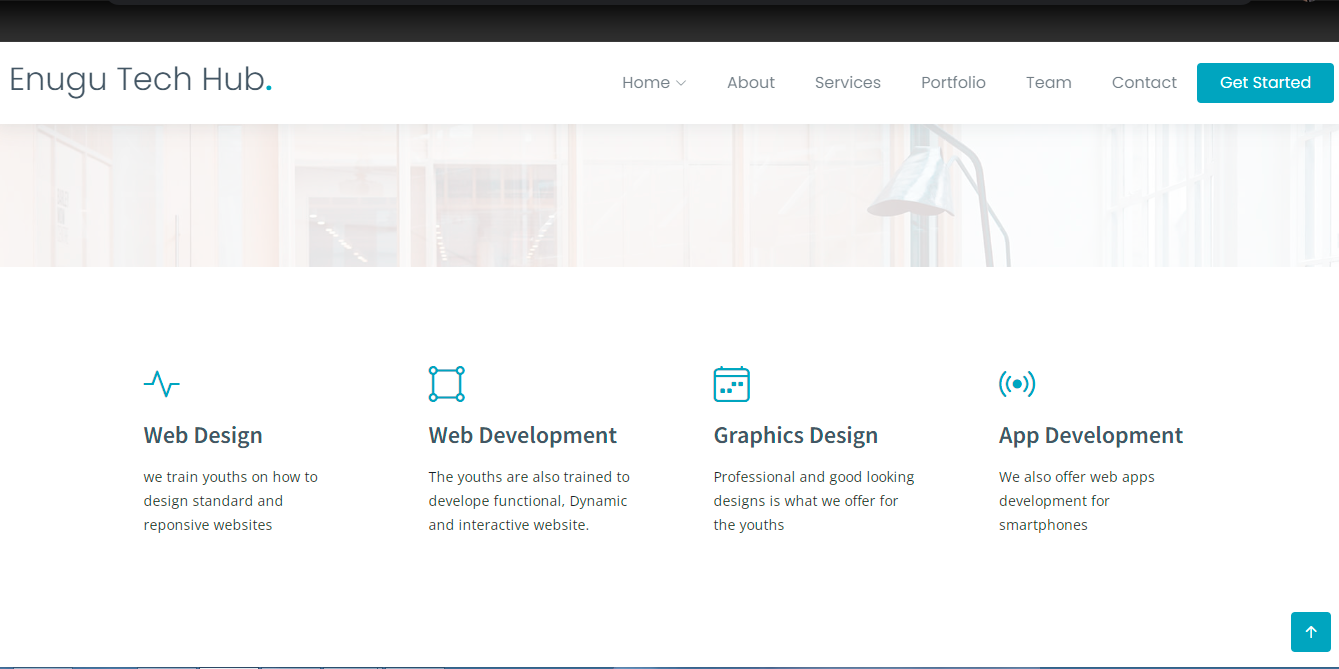 Enugu Tech Hub.
Home About Services Portfolio Team Contact Get Started
Web Design
we train youths on how to
design standard and
reponsive websites
Web Development
The youths are also trained to
develope functional, Dynamic
and interactive website.
Graphics Design
Professional and good looking
designs is what we offer for
the youths
App Development
We also offer web apps
development for
smartphones